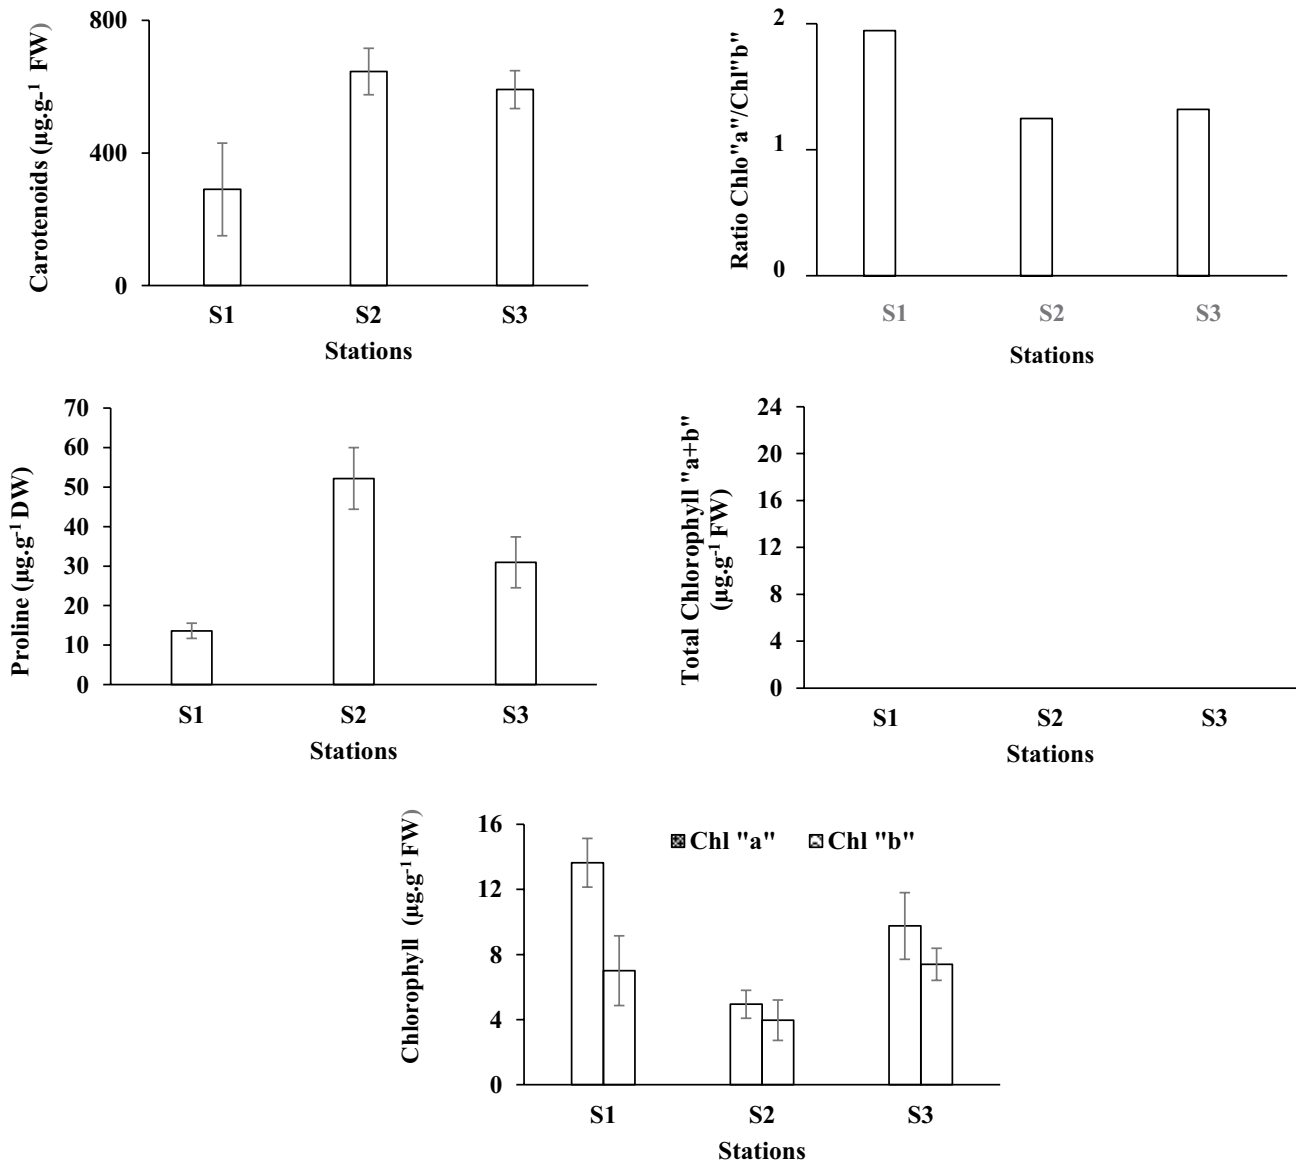 Carotenoids (µg.g-¹ FW)
800
400
0
S1 S2 S3
Stations
Ratio Chlo"a"/Chl"b"
2
1
0
S1 S2 S3
Stations
Proline (µg.g-¹ DW)
70
60
50
40
30
20
10
0
S1 S2 S3
Stations
Total Chlorophyll "a+b"
(µg.g-¹ FW)
24
20
16
12
8
4
0
S1 S2 S3
Stations
Chlorophyll (µg.g-¹ FW)
16
12
8
4
0
Chl "a" Chl "b"
S1 S2 S3
Stations